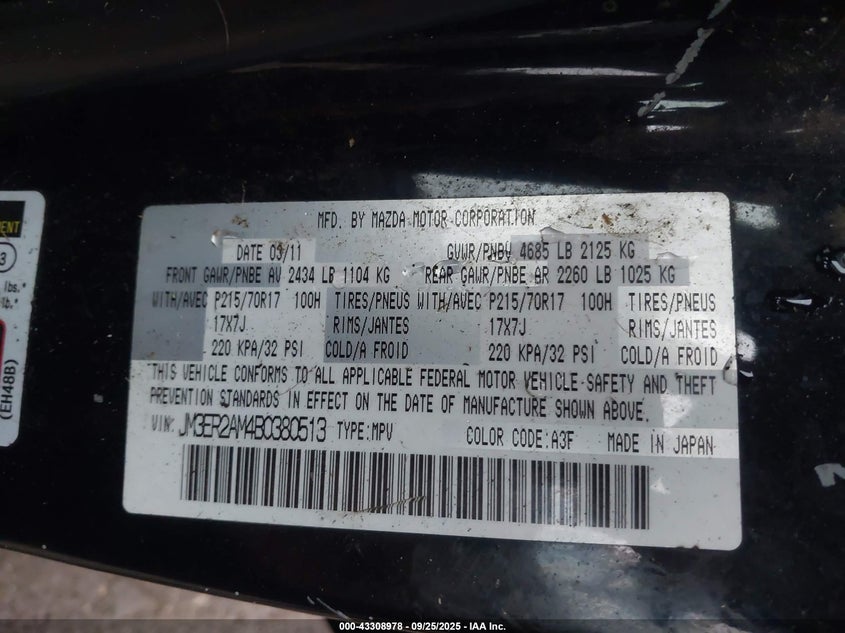 MENT
3
lbs.*
lb.*
(EH48B)
MFD. BY MAZDA MOTOR CORPORATION
DATE 03/11 GVWR/PNBV 4685 LB 2125 KG
FRONT GAWR/PNBE AV 2434 LB 1104 KG REAR GAWR/PNBE AR 2260 LB 1025 KG
WITH/AVEC P215/70R17 100H TIRES/PNEUS WITH/AVEC P215/70R17 100H TIRES/PNEUS
17X7J RIMS/JANTES 17X7J RIMS/JANTES
220 KPA/32 PSI COLD/A FROID 220 KPA/32 PSI COLD/A FROID
THIS VEHICLE CONFORMS TO ALL APPLICABLE FEDERAL MOTOR VEHICLE SAFETY AND THEFT
PREVENTION STANDARDS IN EFFECT ON THE DATE OF MANUFACTURE SHOWN ABOVE.
VIN: JM3ER2AM4B0380513 TYPE:MPV COLOR CODE:A3F MADE IN JAPAN
000-43308978 - 09/25/2025 - IAA Inc.